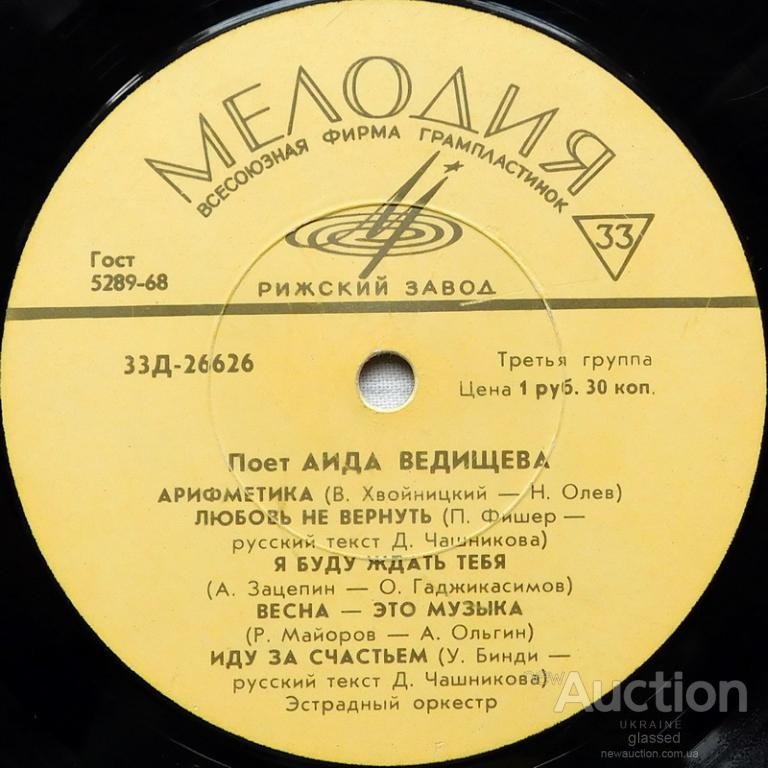 МЕЛОДИЯ
ВСЕСОЮЗНАЯ ФИРМА ГРАМПЛАСТИНОК
33
Гост
5289-68
РИЖСКИЙ ЗАВОД
33Д-26626
Третья группа
Цена 1 руб. 30 коп.
Поет АИДА ВЕДИЩЕВА
АРИФМЕТИКА (В. Хвойницкий — Н. Олев)
ЛЮБОВЬ НЕ ВЕРНУТЬ (П. Фишер —
русский текст Д. Чашникова)
Я БУДУ ЖДАТЬ ТЕБЯ
(А. Зацепин — О. Гаджикасимов)
ВЕСНА — ЭТО МУЗЫКА
(Р. Майоров — А. Ольгин)
ИДУ ЗА СЧАСТЬЕМ (У. Бинди —
русский текст Д. Чашникова)
Эстрадный оркестр
NEW
Auction
UKRAINE
glassed
newauction.com.ua